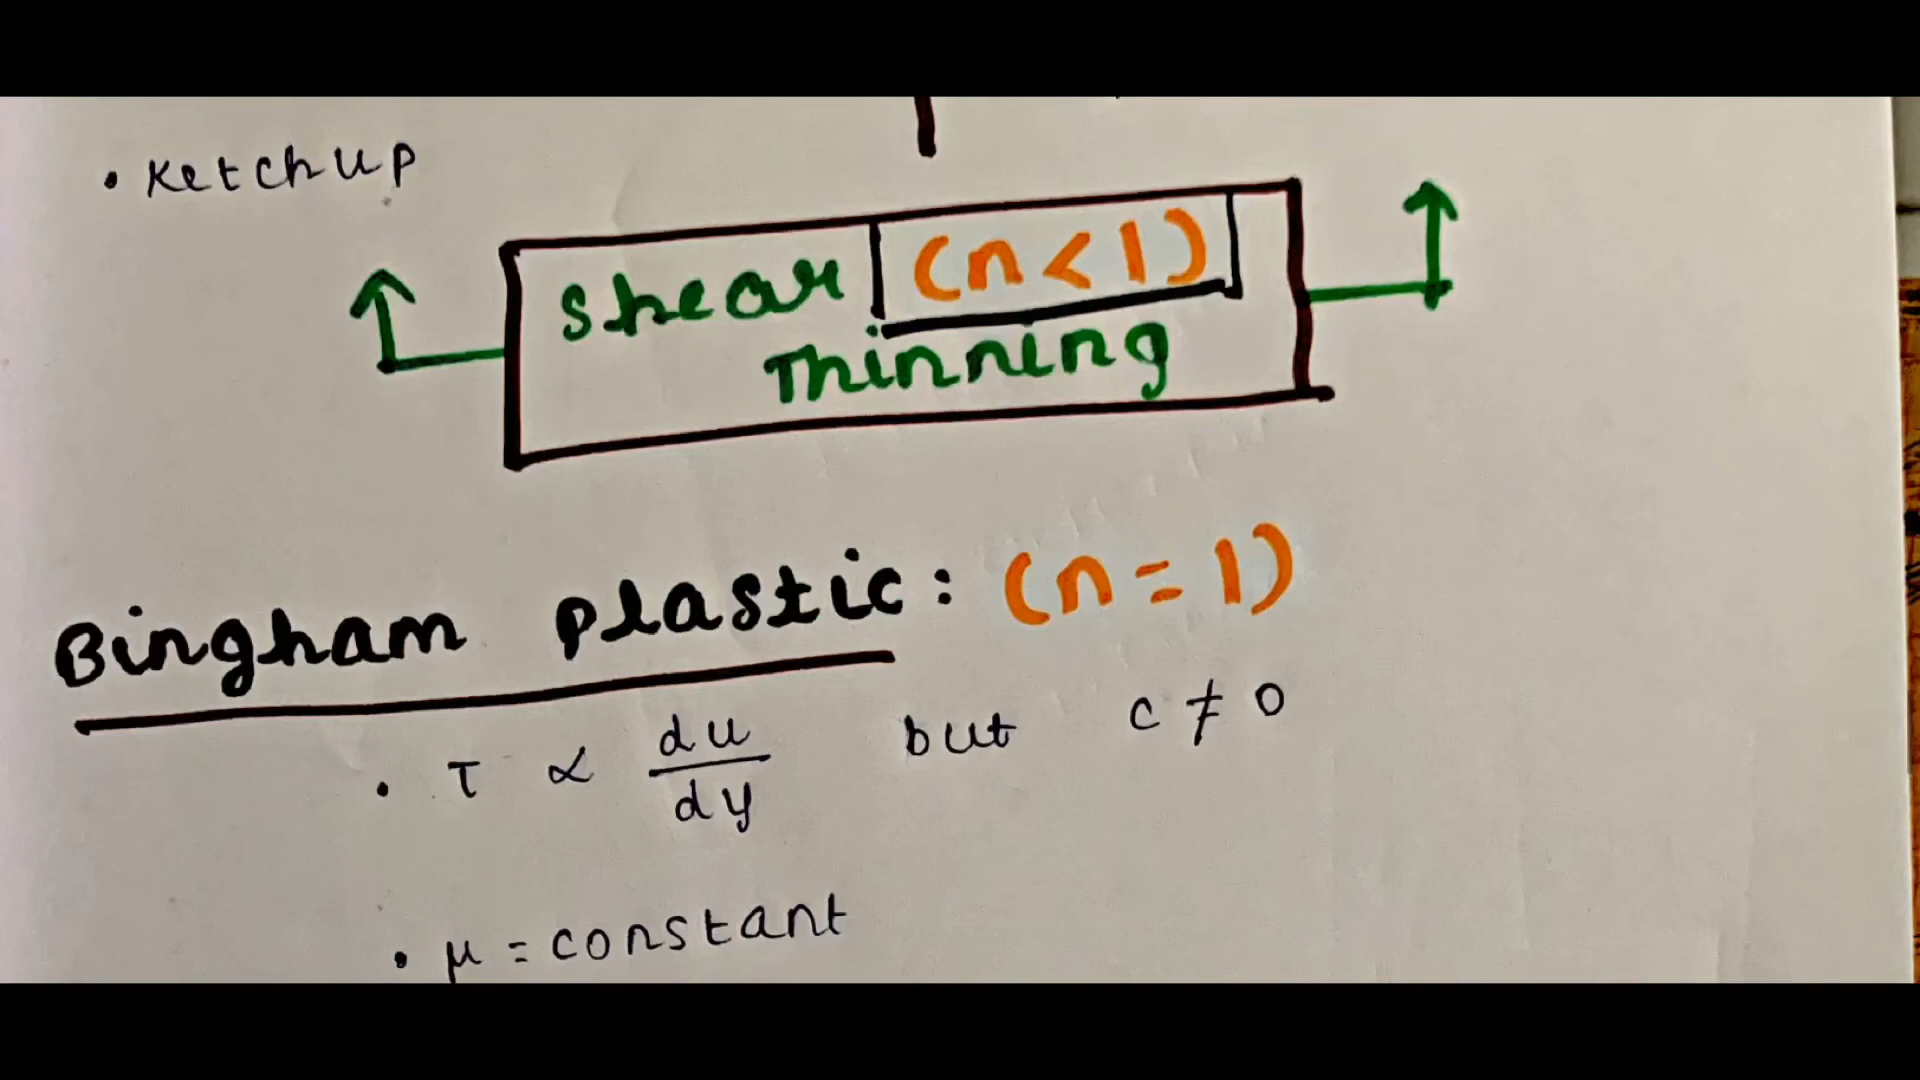 • Ketchup
Shear (n < 1)
Thinning
Bingham plastic: (n = 1)
• τ ∝ du/dy but c ≠ 0
• μ = constant